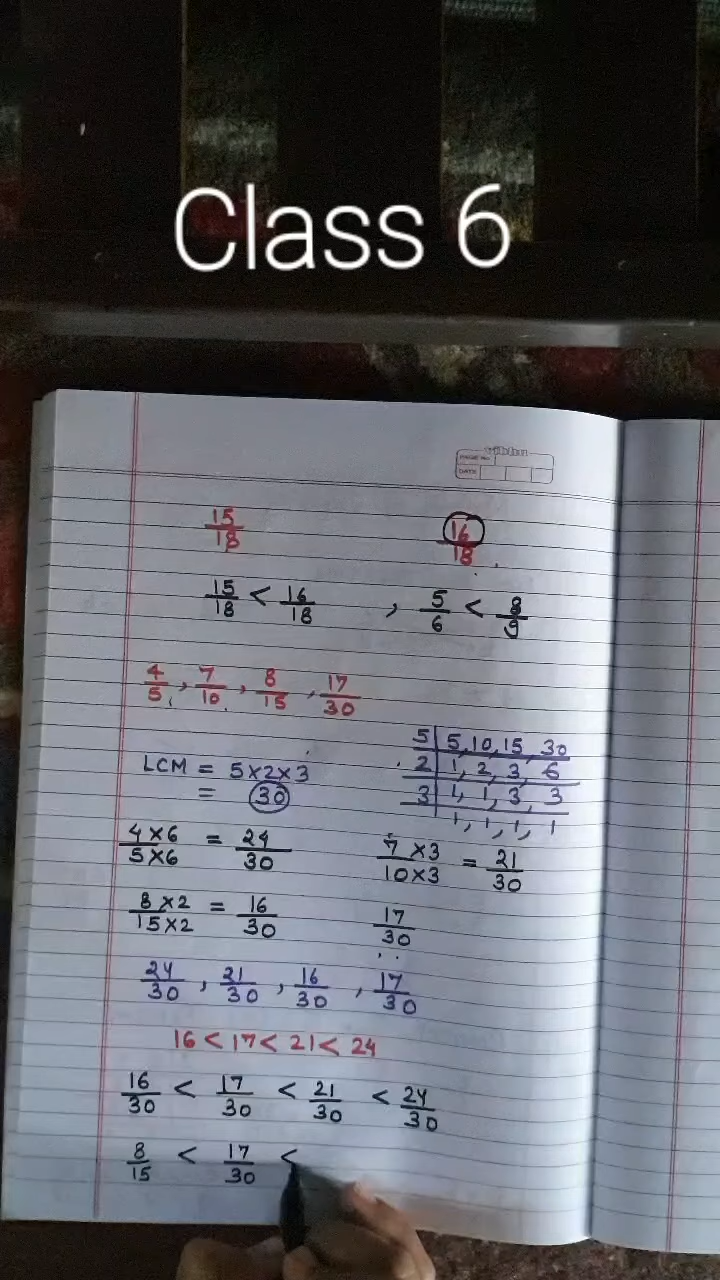 Class 6
vibhu
PAGE No.
DATE
15/18 16/18
15/18 < 16/18 , 5/6 < 8/9
4/5, 7/10, 8/15, 17/30
5 | 5, 10, 15, 30
LCM = 5×2×3 2 | 1, 2, 3, 6
= 30 3 | 1, 1, 3, 3
1, 1, 1, 1
4×6/5×6 = 24/30 7×3/10×3 = 21/30
8×2/15×2 = 16/30 17/30
24/30, 21/30, 16/30, 17/30
16 < 17 < 21 < 24
16/30 < 17/30 < 21/30 < 24/30
8/15 < 17/30 <